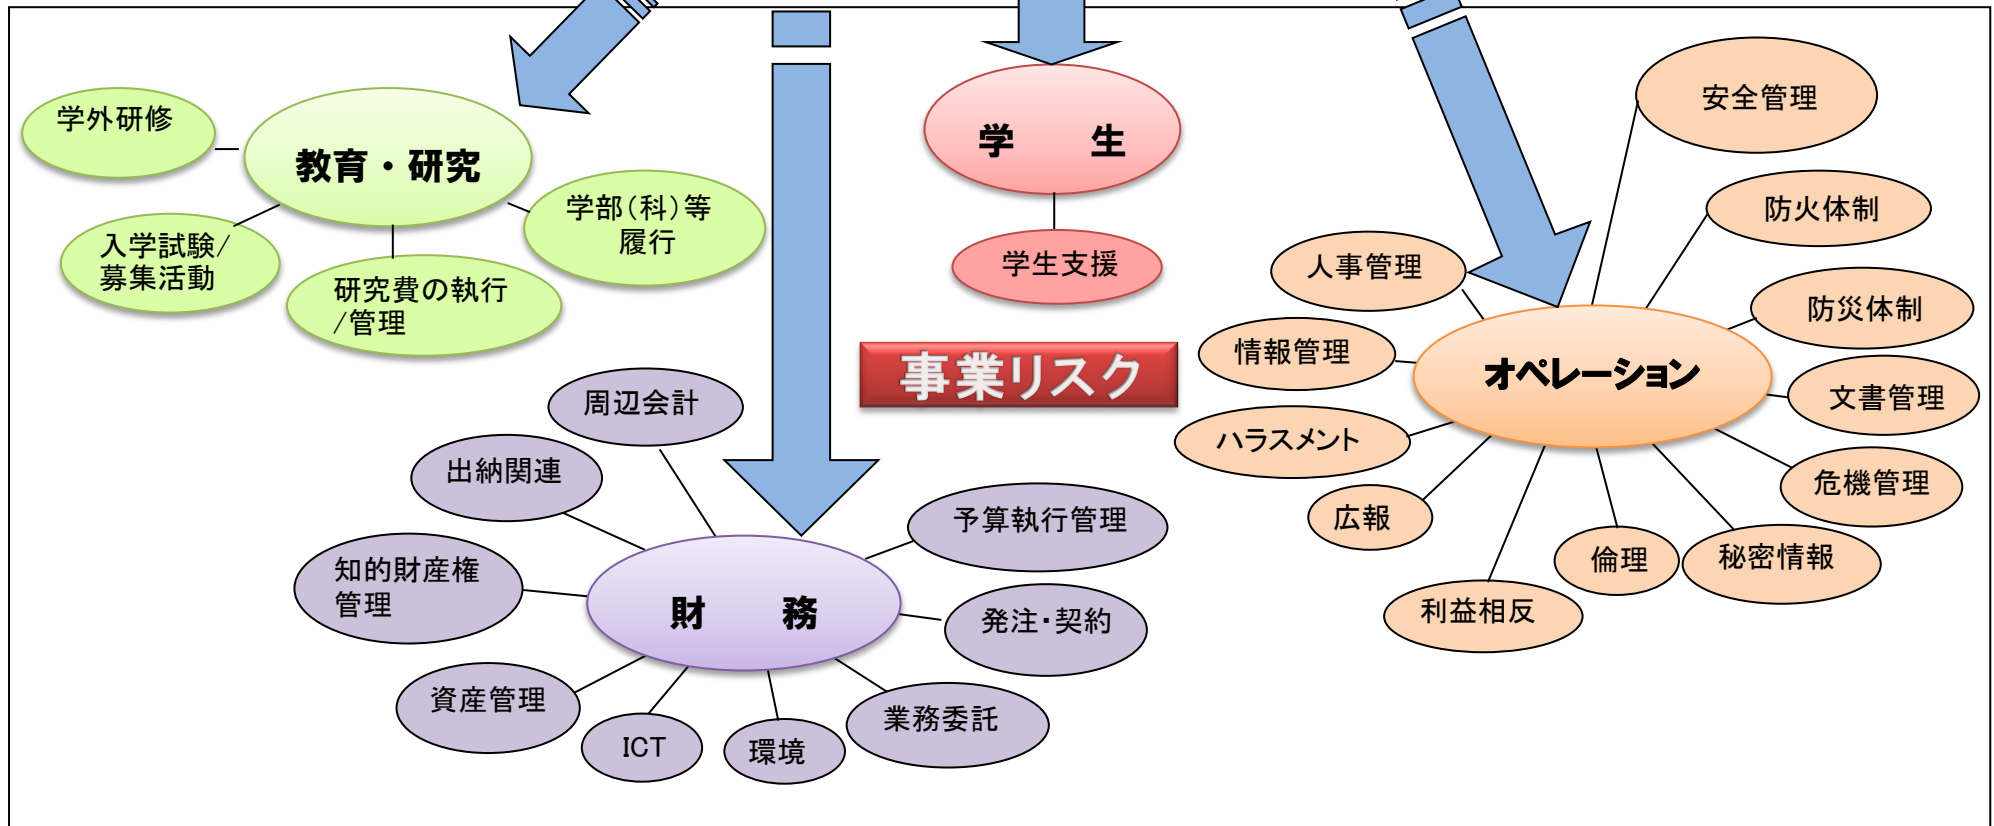 学外研修
教育・研究
入学試験/
募集活動
研究費の執行
/管理
学部(科)等
履行
学　生
学生支援
事業リスク
安全管理
防火体制
人事管理
防災体制
情報管理
オペレーション
文書管理
ハラスメント
危機管理
広報
秘密情報
倫理
利益相反
周辺会計
出納関連
予算執行管理
知的財産権
管理
財　務
発注・契約
資産管理
ICT
環境
業務委託